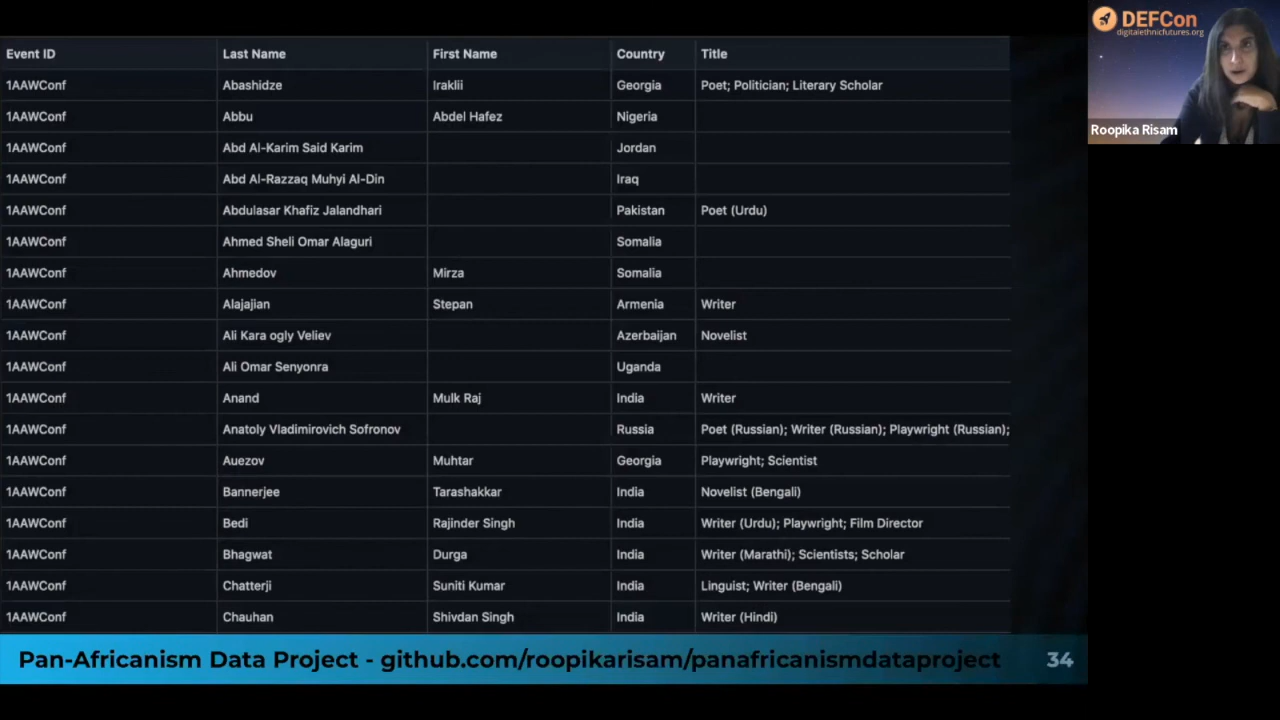 Event ID Last Name First Name Country Title
1AAWConf Abashidze Iraklii Georgia Poet; Politician; Literary Scholar
1AAWConf Abbu Abdel Hafez Nigeria
1AAWConf Abd Al-Karim Said Karim Jordan
1AAWConf Abd Al-Razzaq Muhyi Al-Din Iraq
1AAWConf Abdulasar Khafiz Jalandhari Pakistan Poet (Urdu)
1AAWConf Ahmed Sheli Omar Alaguri Somalia
1AAWConf Ahmedov Mirza Somalia
1AAWConf Alajajian Stepan Armenia Writer
1AAWConf Ali Kara ogly Veliev Azerbaijan Novelist
1AAWConf Ali Omar Senyonra Uganda
1AAWConf Anand Mulk Raj India Writer
1AAWConf Anatoly Vladimirovich Sofronov Russia Poet (Russian); Writer (Russian); Playwright (Russian);
1AAWConf Auezov Muhtar Georgia Playwright; Scientist
1AAWConf Bannerjee Tarashakkar India Novelist (Bengali)
1AAWConf Bedi Rajinder Singh India Writer (Urdu); Playwright; Film Director
1AAWConf Bhagwat Durga India Writer (Marathi); Scientists; Scholar
1AAWConf Chatterji Suniti Kumar India Linguist; Writer (Bengali)
1AAWConf Chauhan Shivdan Singh India Writer (Hindi)
Pan-Africanism Data Project - github.com/roopikarisam/panafricanismdataproject 34
DEFCon
digitalethnicfutures.org
Roopika Risam